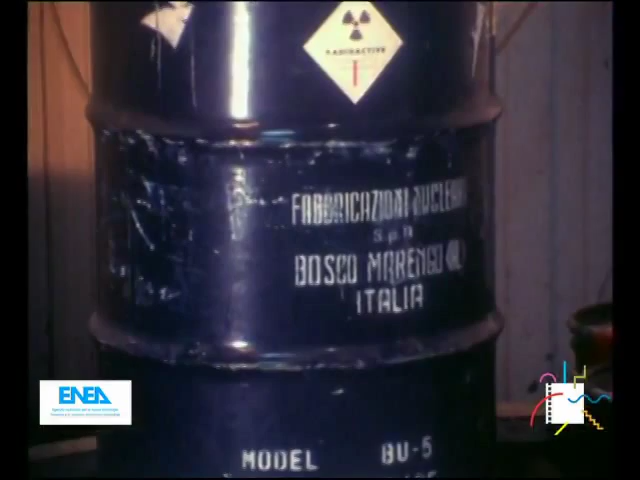 RADIOACTIVE
I
FABBRICAZIONI NUCLEARI
S.p.A
BOSCO MARENGO (AL)
ITALIA
ENEA
MODEL BU-5